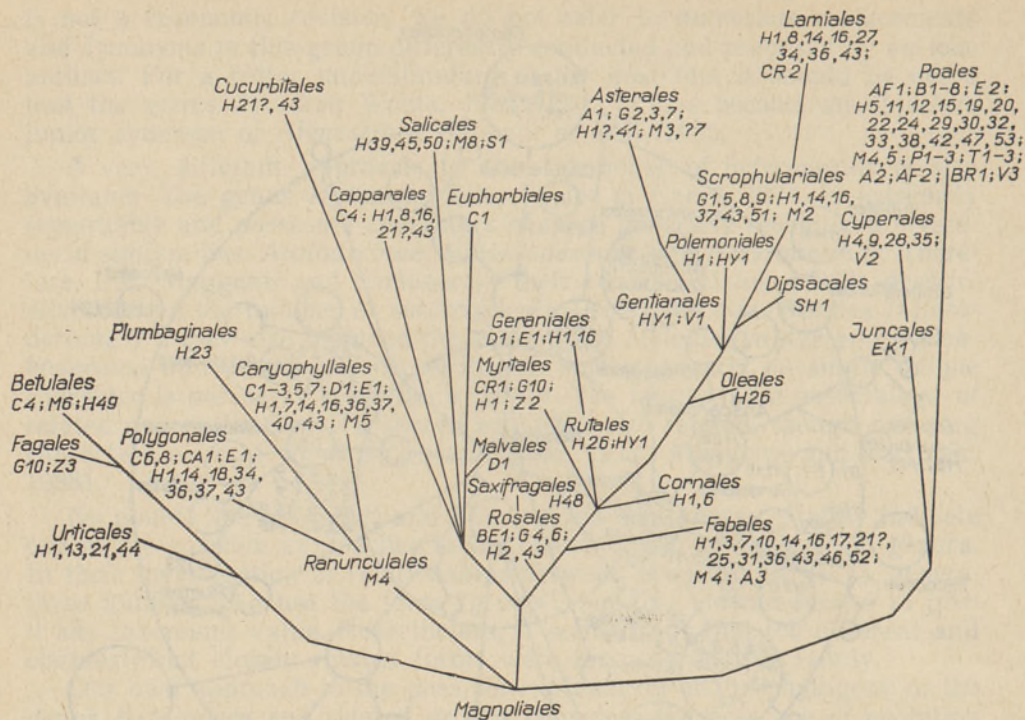 Lamiales
H1,8,14,16,27,
34,36,43;
CR2
Cucurbitales
H21?,43
Salicales
H39,45,50; M8; S1
Asterales
A1; G2,3,7;
H1?,41; M3,?7
Poales
AF1; B1-8; E2;
H5,11,12,15,19,20,
22,24,29,30,32,
33,38,42,47,53;
M4,5; P1-3; T1-3;
A2; AF2; BR1; V3
Capparales
C4; H1,8,16,
21?,43
Euphorbiales
C1
Scrophulariales
G1,5,8,9; H1,14,16,
37,43,51; M2
Cyperales
H4,9,28,35;
V2
Polemoniales
H1; HY1
Dipsacales
SH1
Gentianales
HY1; V1
Plumbaginales
H23
Geraniales
D1; E1; H1,16
Juncales
EK1
Caryophyllales
C1-3,5,7; D1; E1;
H1,7,14,16,36,37,
40,43; M5
Myrtales
CR1; G10;
H1; Z2
Oleales
H26
Betulales
C4; M6; H49
Rutales
H26; HY1
Fagales
G10; Z3
Polygonales
C6,8; CA1; E1;
H1,14,18,34,
36,37,43
Malvales
D1
Saxifragales
H48
Cornales
H1,6
Rosales
BE1; G4,6;
H2,43
Fabales
H1,3,7,10,14,16,17,21?,
25,31,36,43,46,52;
M4; A3
Urticales
H1,13,21,44
Ranunculales
M4
Magnoliales